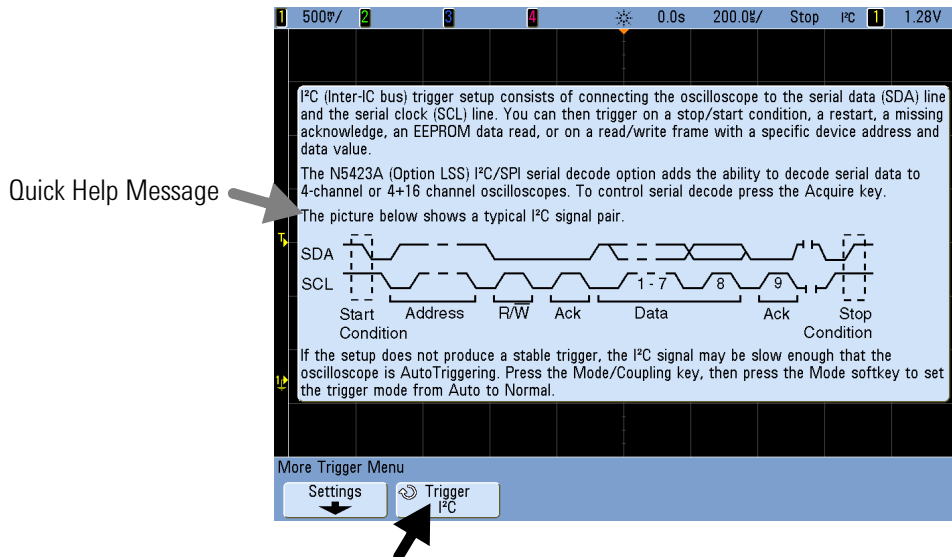 1 500▽/ 2 3 4 0.0s 200.0㎲/ Stop I²C 1 1.28V
I²C (Inter-IC bus) trigger setup consists of connecting the oscilloscope to the serial data (SDA) line
and the serial clock (SCL) line. You can then trigger on a stop/start condition, a restart, a missing
acknowledge, an EEPROM data read, or on a read/write frame with a specific device address and
data value.
The N5423A (Option LSS) I²C/SPI serial decode option adds the ability to decode serial data to
4-channel or 4+16 channel oscilloscopes. To control serial decode press the Acquire key.
Quick Help Message
The picture below shows a typical I²C signal pair.
T
SDA
SCL
1 - 7 8 9
Start Address R/W̅ Ack Data Ack Stop
Condition Condition
If the setup does not produce a stable trigger, the I²C signal may be slow enough that the
oscilloscope is AutoTriggering. Press the Mode/Coupling key, then press the Mode softkey to set
1
the trigger mode from Auto to Normal.
More Trigger Menu
Settings Trigger
I²C